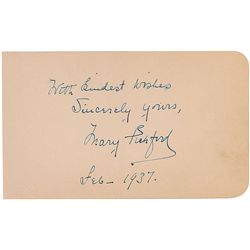 With Kindest Wishes
Sincerely yours,
Mary Pickford
Feb - 1937.